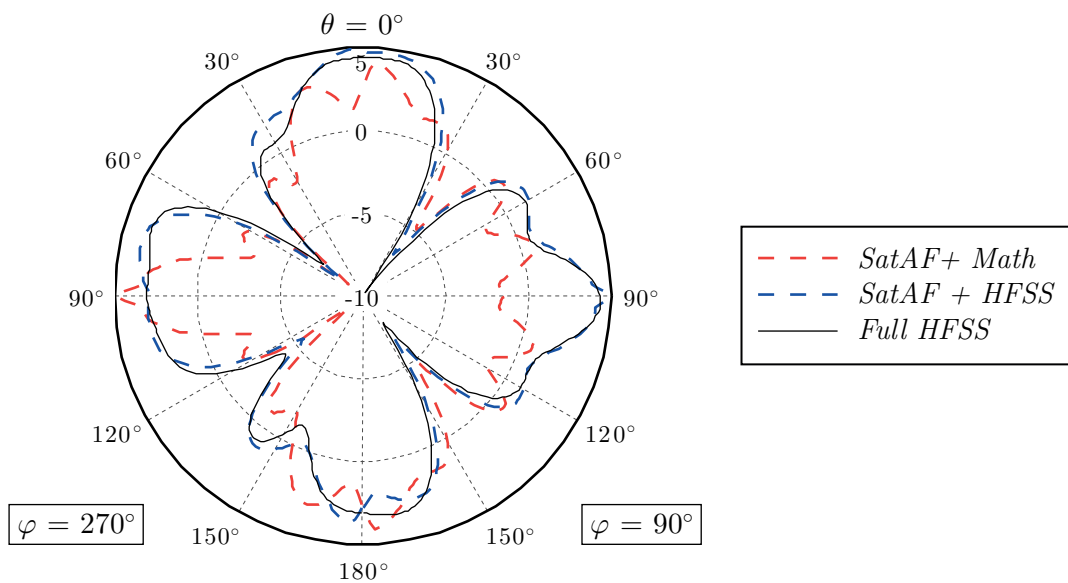 θ = 0°
30°
5
30°
60°
0
60°
-5
90°
-10
90°
120°
120°
150°
180°
150°
φ = 270°
φ = 90°
SatAF+ Math
SatAF + HFSS
Full HFSS